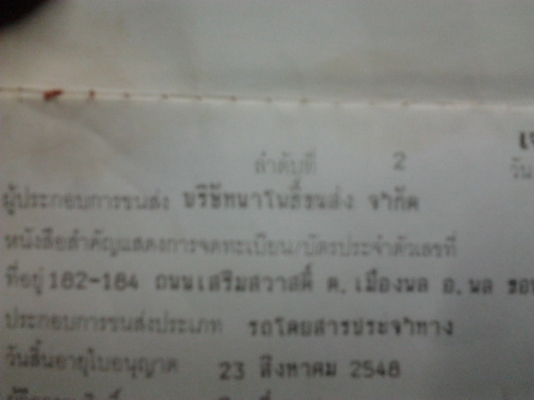 เจ
ลำดับที่ 2 วัน
ผู้ประกอบการขนส่ง บริษัทนาโพธิ์ขนส่ง จำกัด
หนังสือสำคัญแสดงการจดทะเบียน/บัตรประจำตัวเลขที่
ที่อยู่ 182-184 ถนนเสริมสวาสดิ์ ต.เมืองพล อ.พล ขอน
ประกอบการขนส่งประเภท รถโดยสารประจำทาง
วันสิ้นอายุใบอนุญาต 23 สิงหาคม 2548